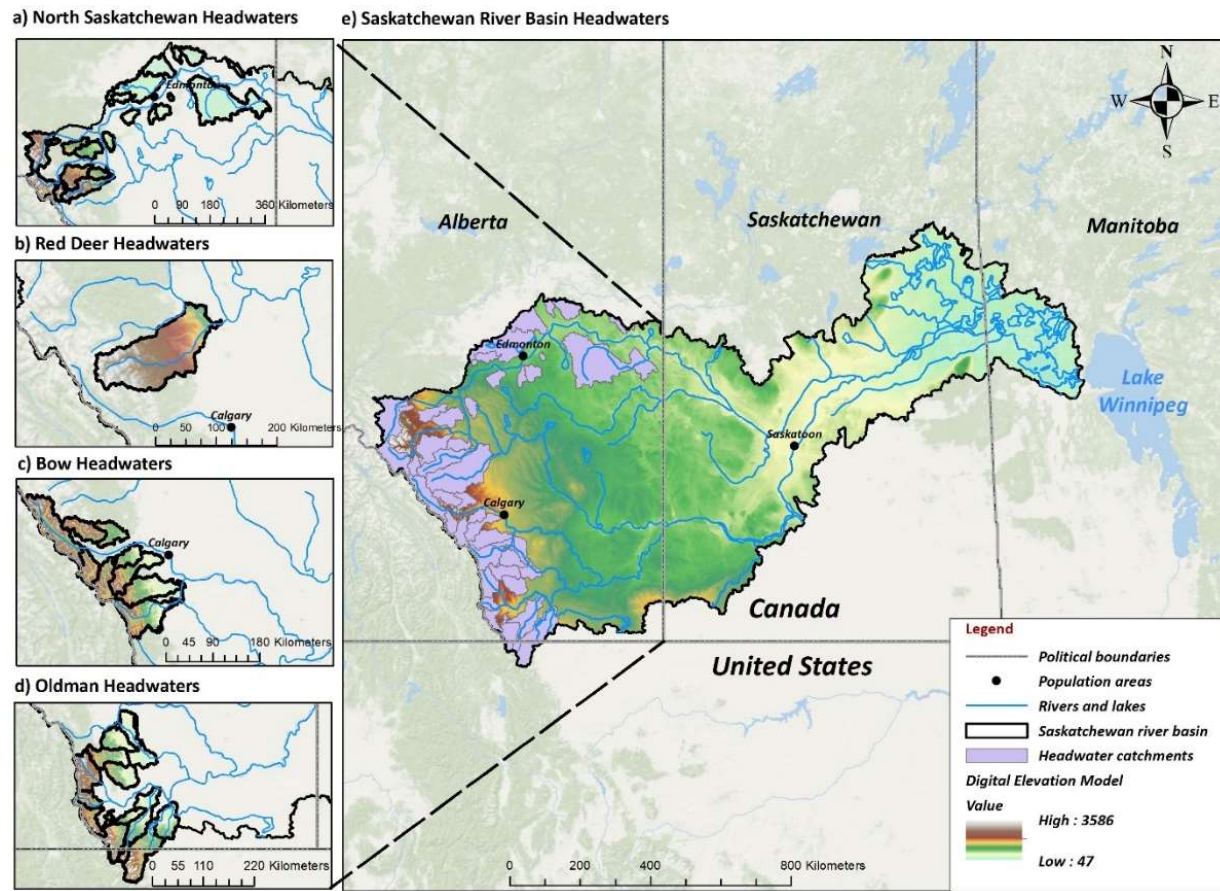 a) North Saskatchewan Headwaters
Edmonton
0 90 180 360 Kilometers
b) Red Deer Headwaters
Calgary
0 50 100 200 Kilometers
c) Bow Headwaters
Calgary
0 45 90 180 Kilometers
d) Oldman Headwaters
0 55 110 220 Kilometers
e) Saskatchewan River Basin Headwaters
N
W E
S
Alberta
Saskatchewan
Manitoba
Edmonton
Lake
Winnipeg
Saskatoon
Calgary
Canada
United States
0 200 400 800 Kilometers
Legend
Political boundaries
Population areas
Rivers and lakes
Saskatchewan river basin
Headwater catchments
Digital Elevation Model
Value
High : 3586
Low : 47